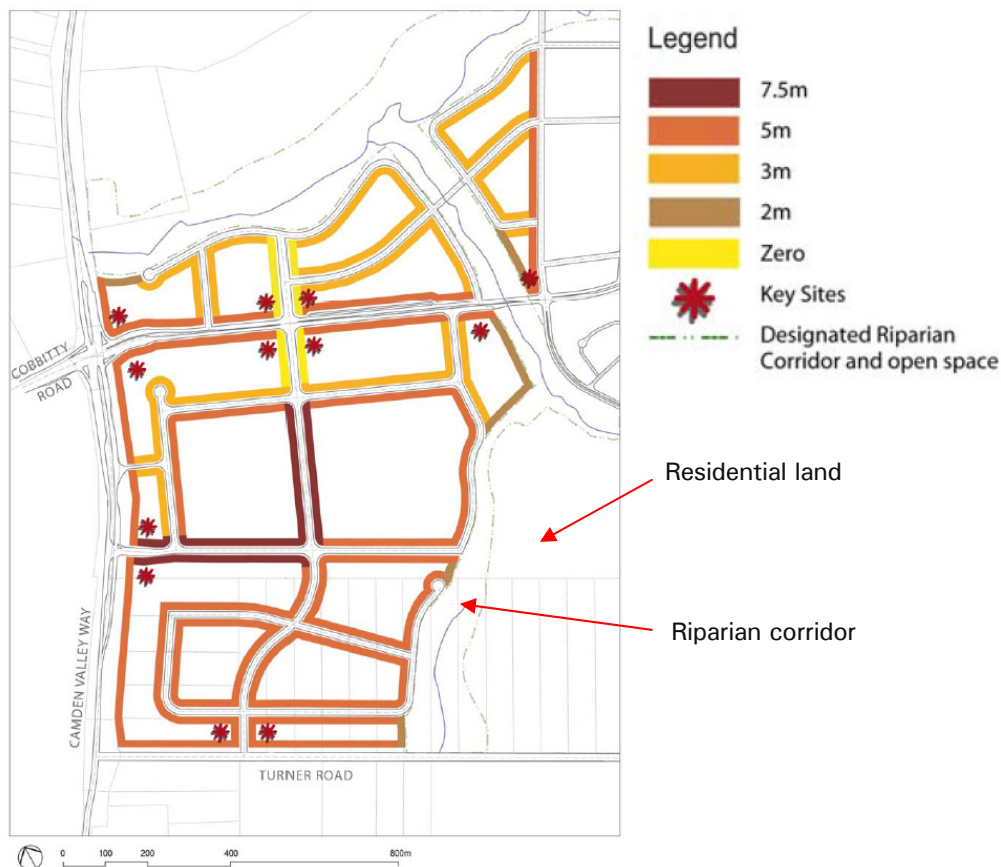 Legend
7.5m
5m
3m
2m
Zero
Key Sites
Designated Riparian
Corridor and open space
COBBITTY
ROAD
Residential land
Riparian corridor
CAMDEN VALLEY WAY
TURNER ROAD
0 100 200 400 800m